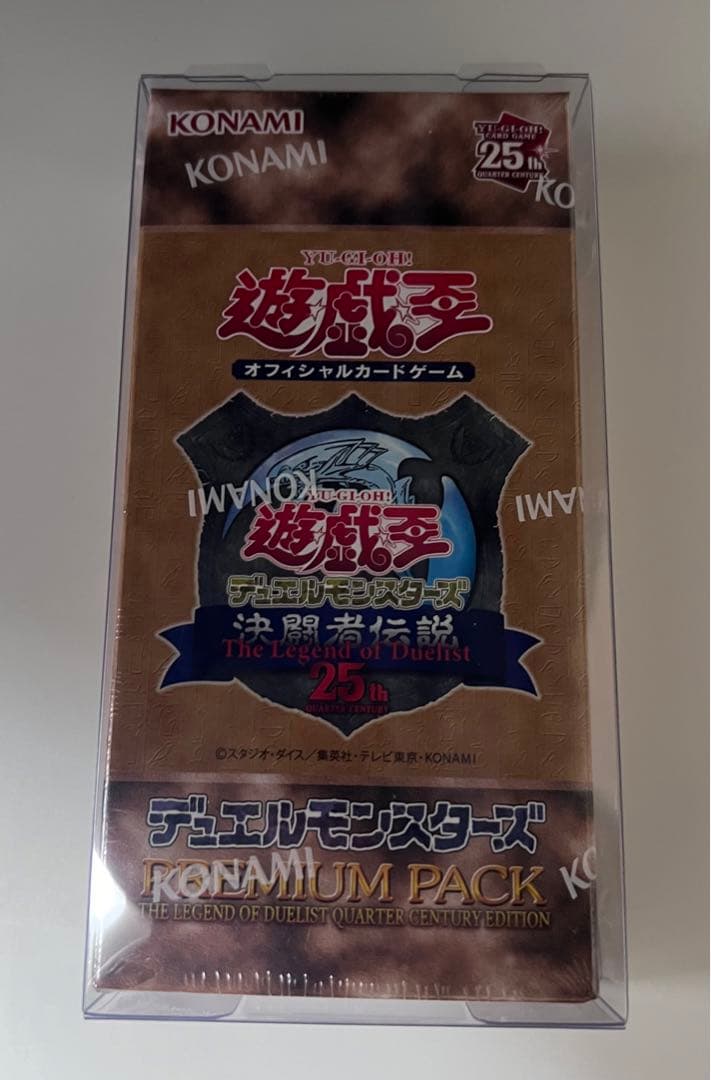 KONAMI
KONAMI
YU-GI-OH!
CARD GAME
25th
QUARTER CENTURY
KO
YU-GI-OH!
遊☆戯☆王
オフィシャルカードゲーム
KONAMI
KONAMI
KONAMI
YU-GI-OH!
遊☆戯☆王
デュエルモンスターズ
決闘者伝説
The Legend of Duelist
25th
QUARTER CENTURY
©スタジオ・ダイス/集英社・テレビ東京・KONAMI
デュエルモンスターズ
KONAMI
KO
PREMIUM PACK
THE LEGEND OF DUELIST QUARTER CENTURY EDITION